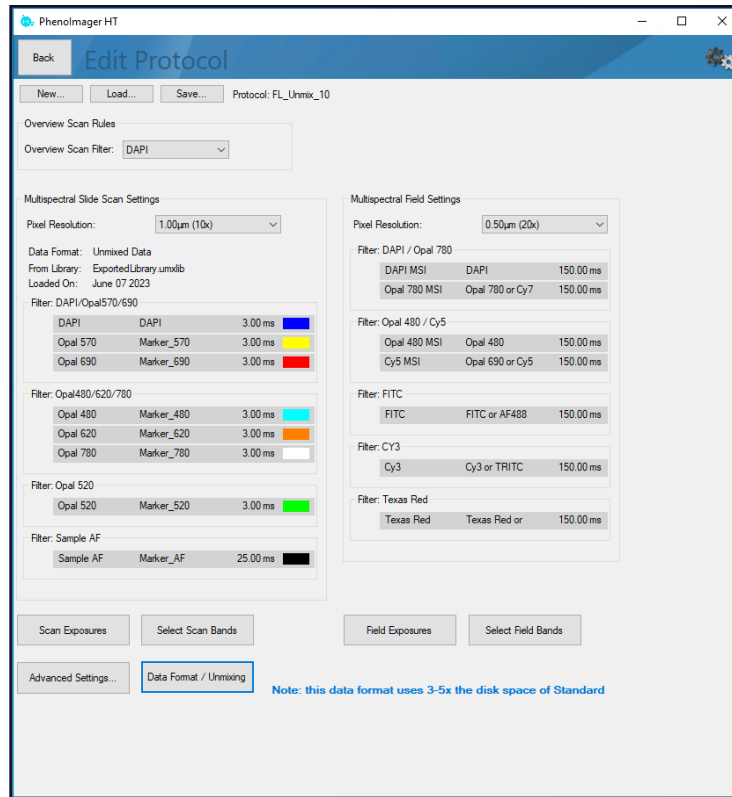 PhenoImager HT
Back
Edit Protocol
New... Load... Save... Protocol: FL_Unmix_10
Overview Scan Rules
Overview Scan Filter: DAPI
Multispectral Slide Scan Settings
Pixel Resolution: 1.00µm (10x)
Data Format: Unmixed Data
From Library: ExportedLibrary.umxlib
Loaded On: June 07 2023
Filter: DAPI/Opal570/690
DAPI DAPI 3.00 ms
Opal 570 Marker_570 3.00 ms
Opal 690 Marker_690 3.00 ms
Filter: Opal480/620/780
Opal 480 Marker_480 3.00 ms
Opal 620 Marker_620 3.00 ms
Opal 780 Marker_780 3.00 ms
Filter: Opal 520
Opal 520 Marker_520 3.00 ms
Filter: Sample AF
Sample AF Marker_AF 25.00 ms
Multispectral Field Settings
Pixel Resolution: 0.50µm (20x)
Filter: DAPI / Opal 780
DAPI MSI DAPI 150.00 ms
Opal 780 MSI Opal 780 or Cy7 150.00 ms
Filter: Opal 480 / Cy5
Opal 480 MSI Opal 480 150.00 ms
Cy5 MSI Opal 690 or Cy5 150.00 ms
Filter: FITC
FITC FITC or AF488 150.00 ms
Filter: CY3
Cy3 Cy3 or TRITC 150.00 ms
Filter: Texas Red
Texas Red Texas Red or 150.00 ms
Scan Exposures Select Scan Bands Field Exposures Select Field Bands
Advanced Settings... Data Format / Unmixing Note: this data format uses 3-5x the disk space of Standard